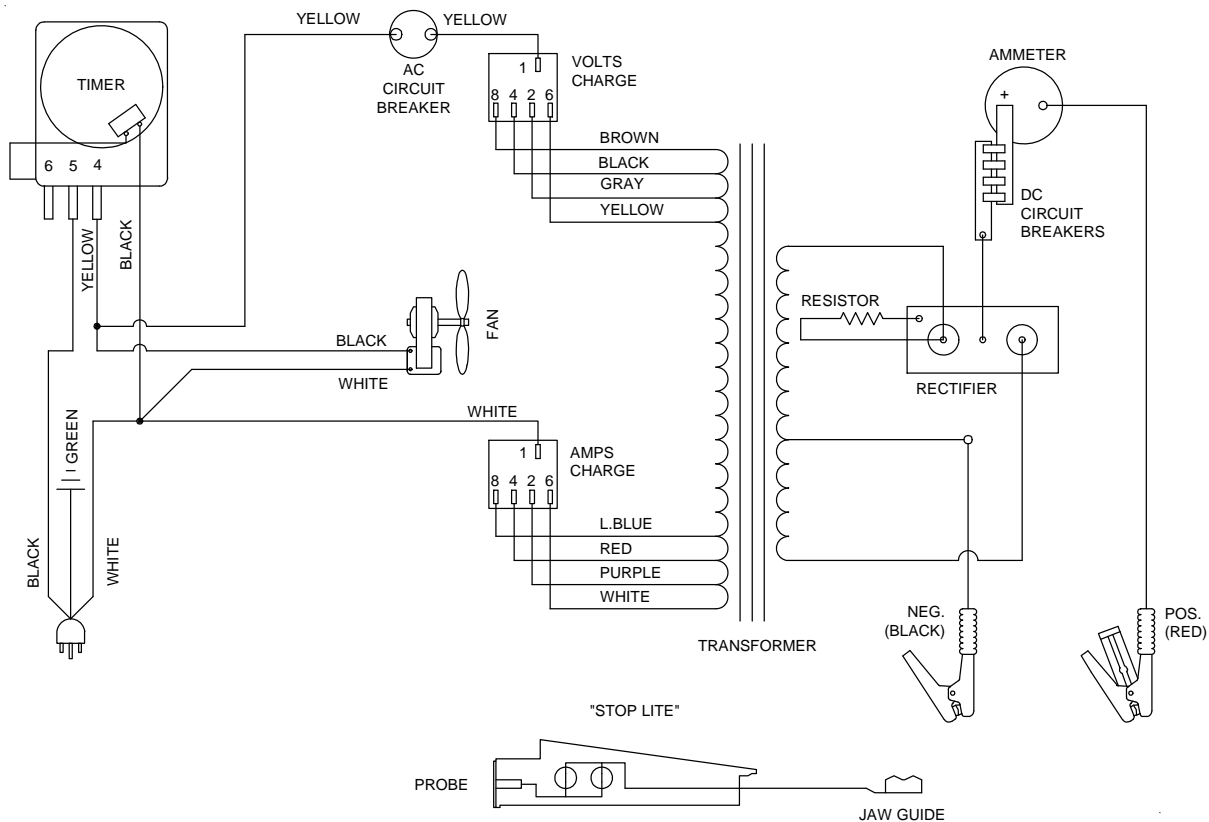 YELLOW
YELLOW
TIMER
6 5 4
YELLOW
BLACK
AC
CIRCUIT
BREAKER
1
8 4 2 6
VOLTS
CHARGE
BROWN
BLACK
GRAY
YELLOW
AMMETER
+
DC
CIRCUIT
BREAKERS
RESISTOR
RECTIFIER
FAN
BLACK
WHITE
WHITE
GREEN
BLACK
WHITE
1
8 4 2 6
AMPS
CHARGE
L.BLUE
RED
PURPLE
WHITE
TRANSFORMER
NEG.
(BLACK)
POS.
(RED)
"STOP LITE"
PROBE
JAW GUIDE